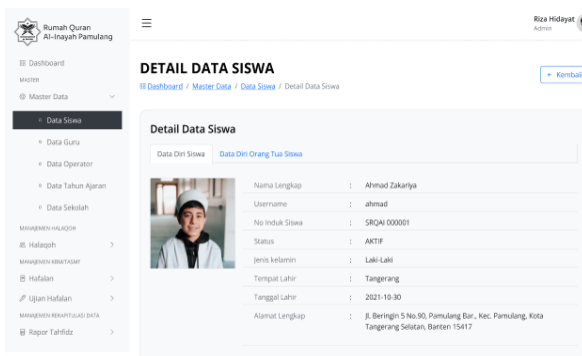 Rumah Quran
Al-Inayah Pamulang
Riza Hidayat
Admin
Dashboard
MASTER
Master Data
Data Siswa
Data Guru
Data Operator
Data Tahun Ajaran
Data Sekolah
MANAJEMEN HALAQOH
Halaqoh
Hafalan
Ujian Hafalan
MANAJEMEN REKAPITULASI DATA
Rapor Tahfidz
DETAIL DATA SISWA
Kembali
Dashboard / Master Data / Data Siswa / Detail Data Siswa
Detail Data Siswa
Data Diri Siswa Data Diri Orang Tua Siswa
Nama Lengkap : Ahmad Zakariya
Username : ahmad
No Induk Siswa : SRQAI 000001
Status : AKTIF
Jenis kelamin : Laki-Laki
Tempat Lahir : Tangerang
Tanggal Lahir : 2021-10-30
Alamat Lengkap : Jl. Beringin 5 No.90, Pamulang Bar., Kec. Pamulang, Kota
Tangerang Selatan, Banten 15417